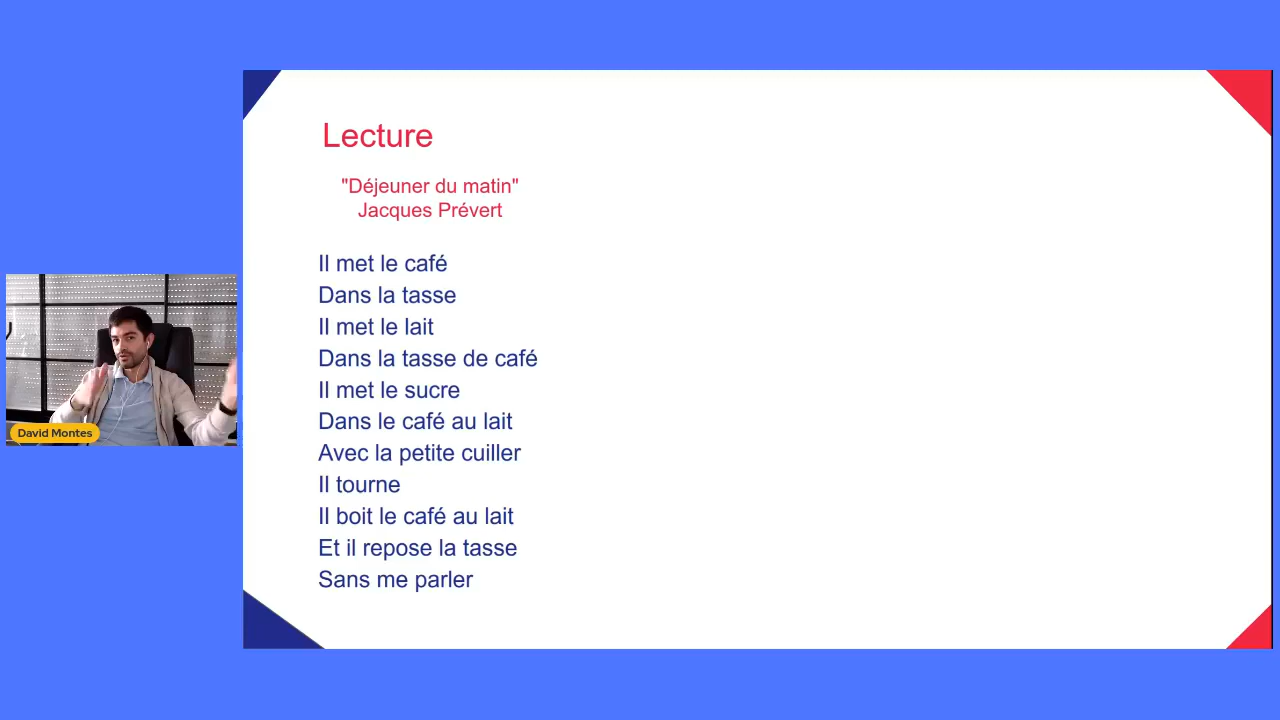 Lecture
"Déjeuner du matin"
Jacques Prévert
Il met le café
Dans la tasse
Il met le lait
Dans la tasse de café
Il met le sucre
Dans le café au lait
Avec la petite cuiller
Il tourne
Il boit le café au lait
Et il repose la tasse
Sans me parler
David Montes